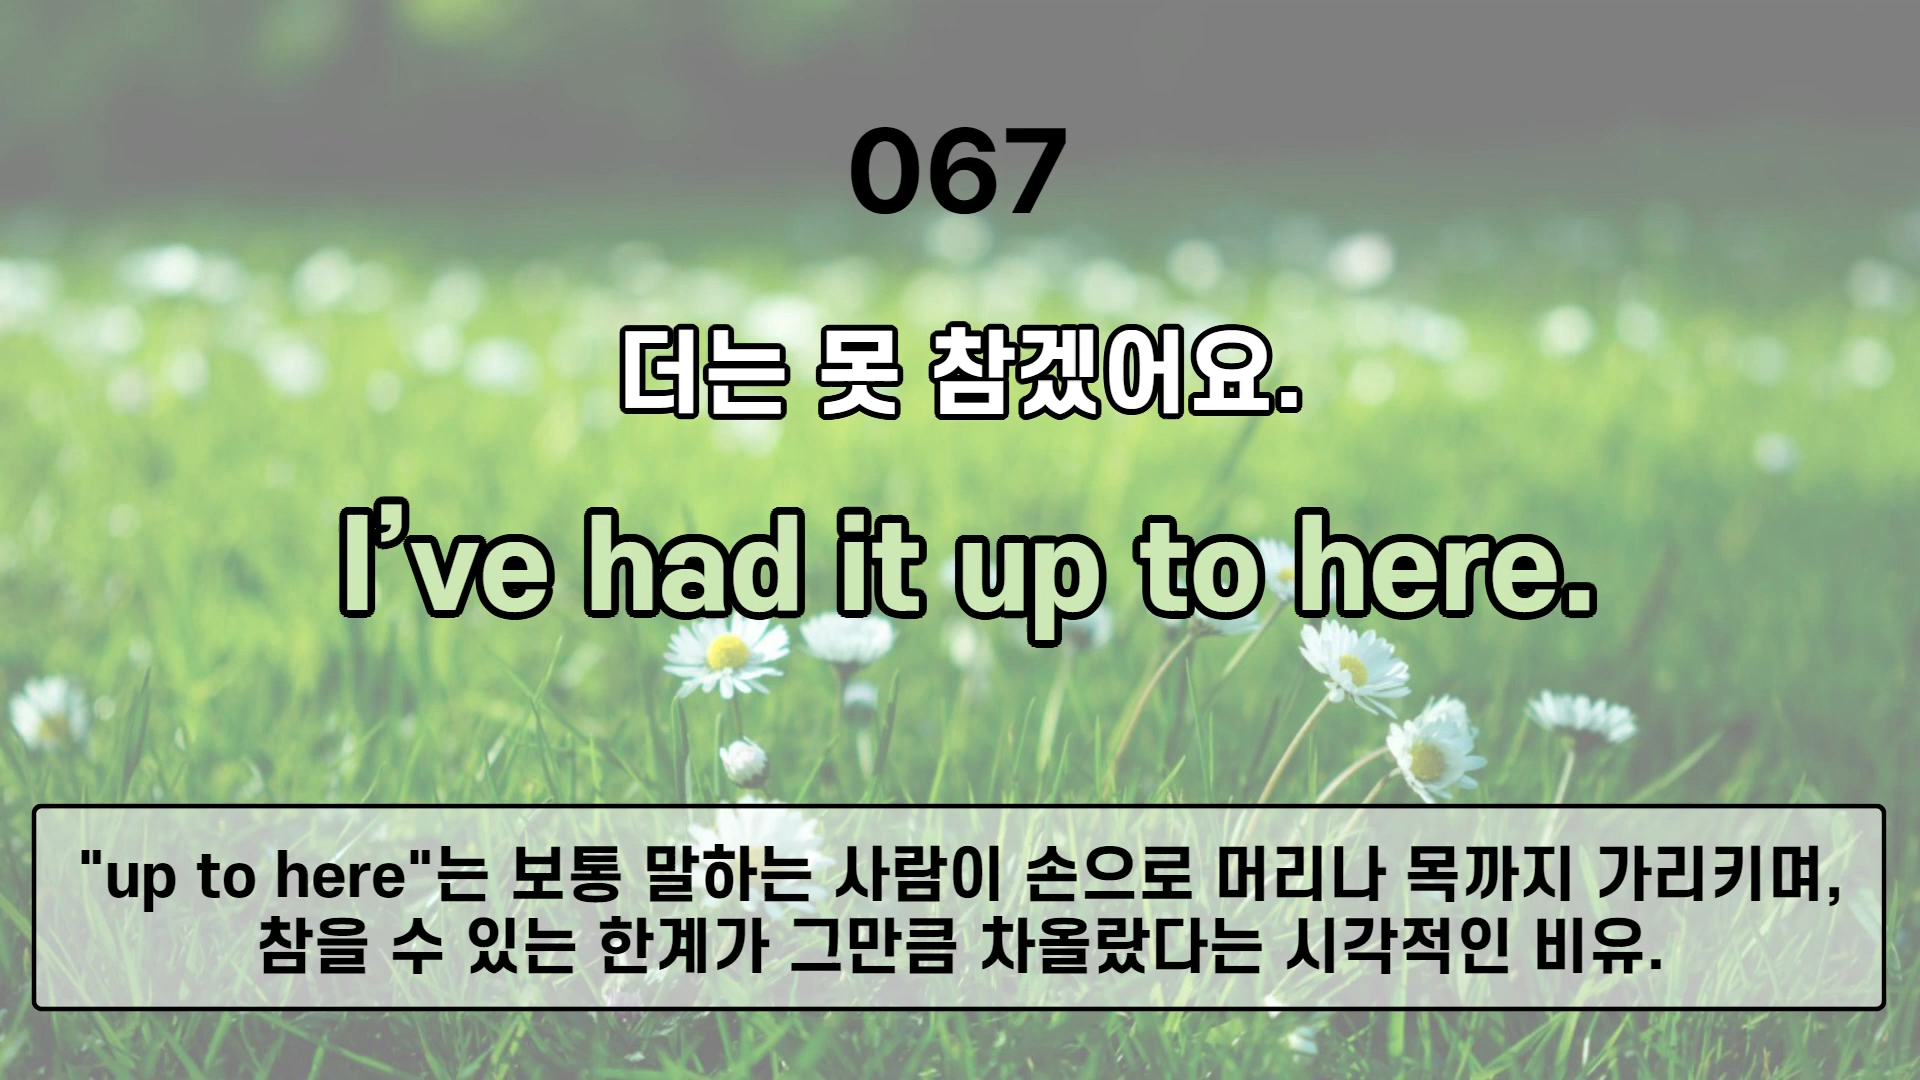 067
더는 못 참겠어요.
I’ve had it up to here.
"up to here"는 보통 말하는 사람이 손으로 머리나 목까지 가리키며,
참을 수 있는 한계가 그만큼 차올랐다는 시각적인 비유.